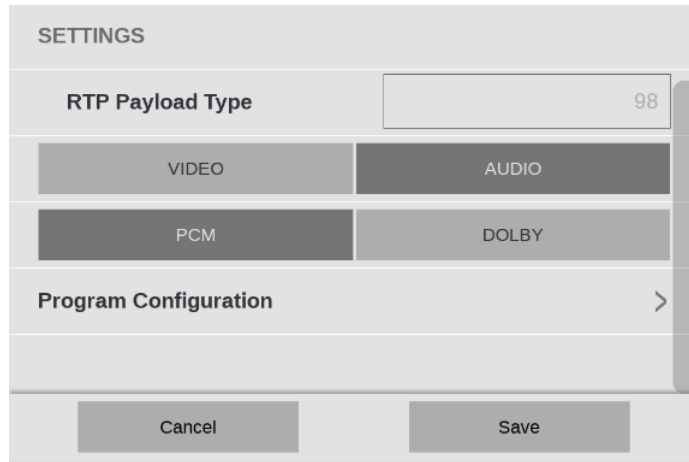 SETTINGS
RTP Payload Type 98
VIDEO AUDIO
PCM DOLBY
Program Configuration >
Cancel Save